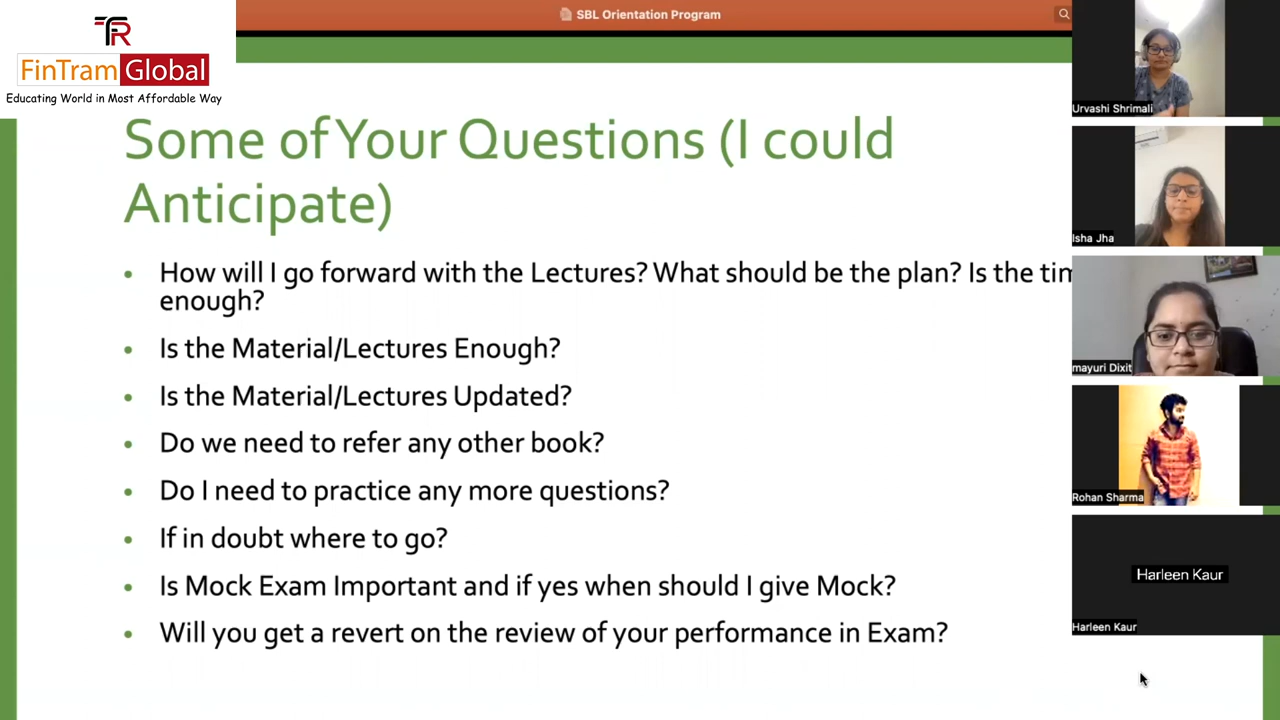 SBL Orientation Program
TR
FinTram Global
Educating World in Most Affordable Way
Some of Your Questions (I could
Anticipate)
• How will I go forward with the Lectures? What should be the plan? Is the tim
enough?
• Is the Material/Lectures Enough?
• Is the Material/Lectures Updated?
• Do we need to refer any other book?
• Do I need to practice any more questions?
• If in doubt where to go?
• Is Mock Exam Important and if yes when should I give Mock?
• Will you get a revert on the review of your performance in Exam?
Urvashi Shrimali
Isha Jha
mayuri Dixit
Rohan Sharma
Harleen Kaur
Harleen Kaur